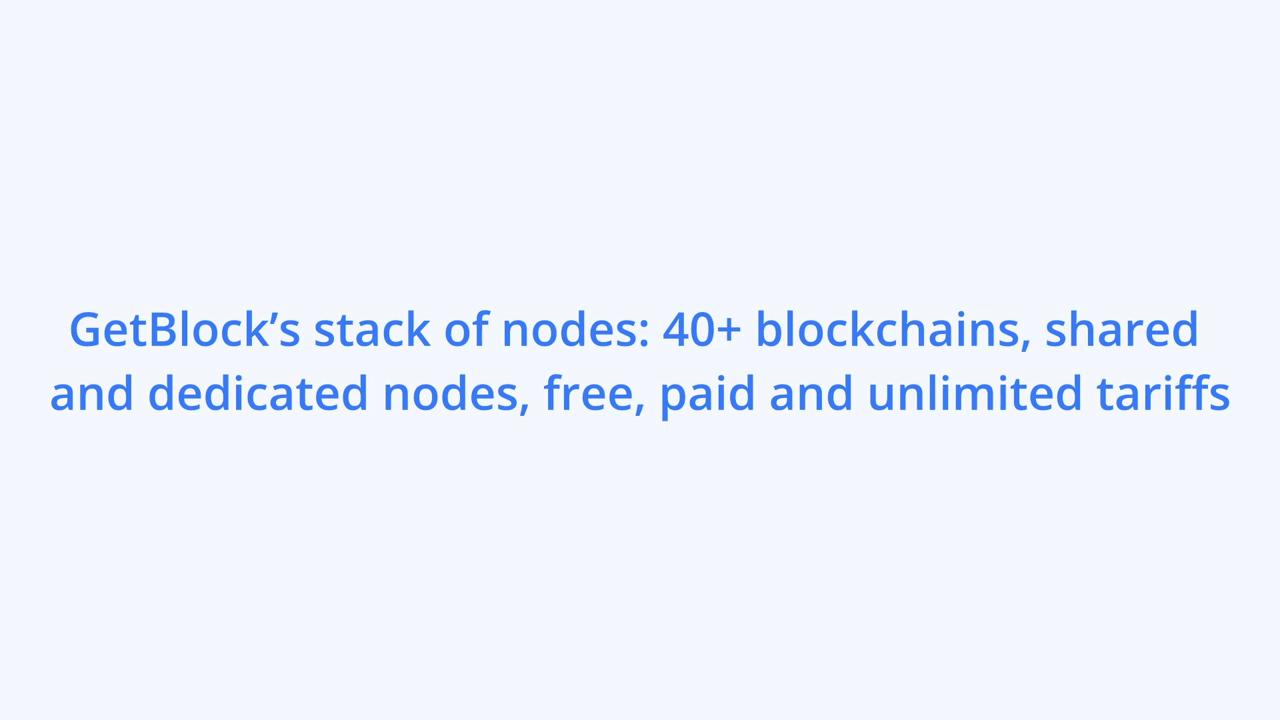 GetBlock’s stack of nodes: 40+ blockchains, shared
and dedicated nodes, free, paid and unlimited tariffs